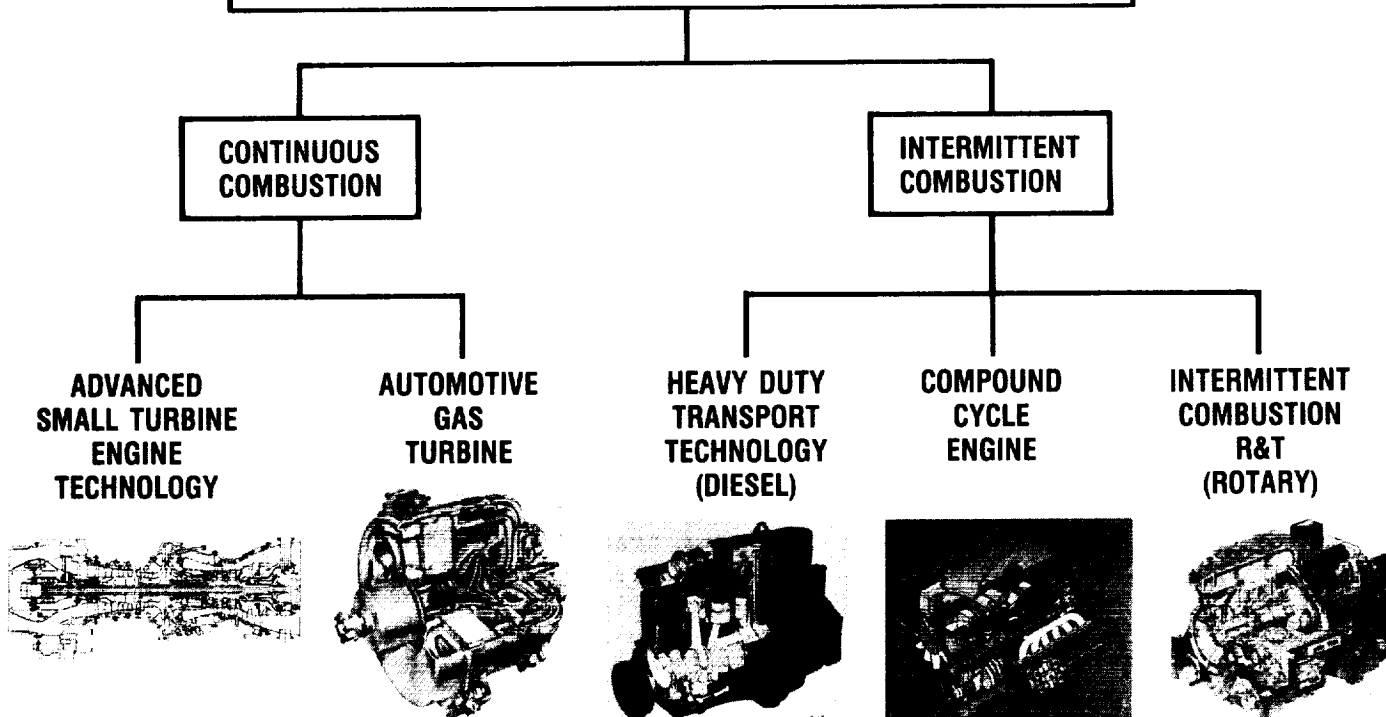 CONTINUOUS
COMBUSTION
INTERMITTENT
COMBUSTION
ADVANCED
SMALL TURBINE
ENGINE
TECHNOLOGY
AUTOMOTIVE
GAS
TURBINE
HEAVY DUTY
TRANSPORT
TECHNOLOGY
(DIESEL)
COMPOUND
CYCLE
ENGINE
INTERMITTENT
COMBUSTION
R&T
(ROTARY)